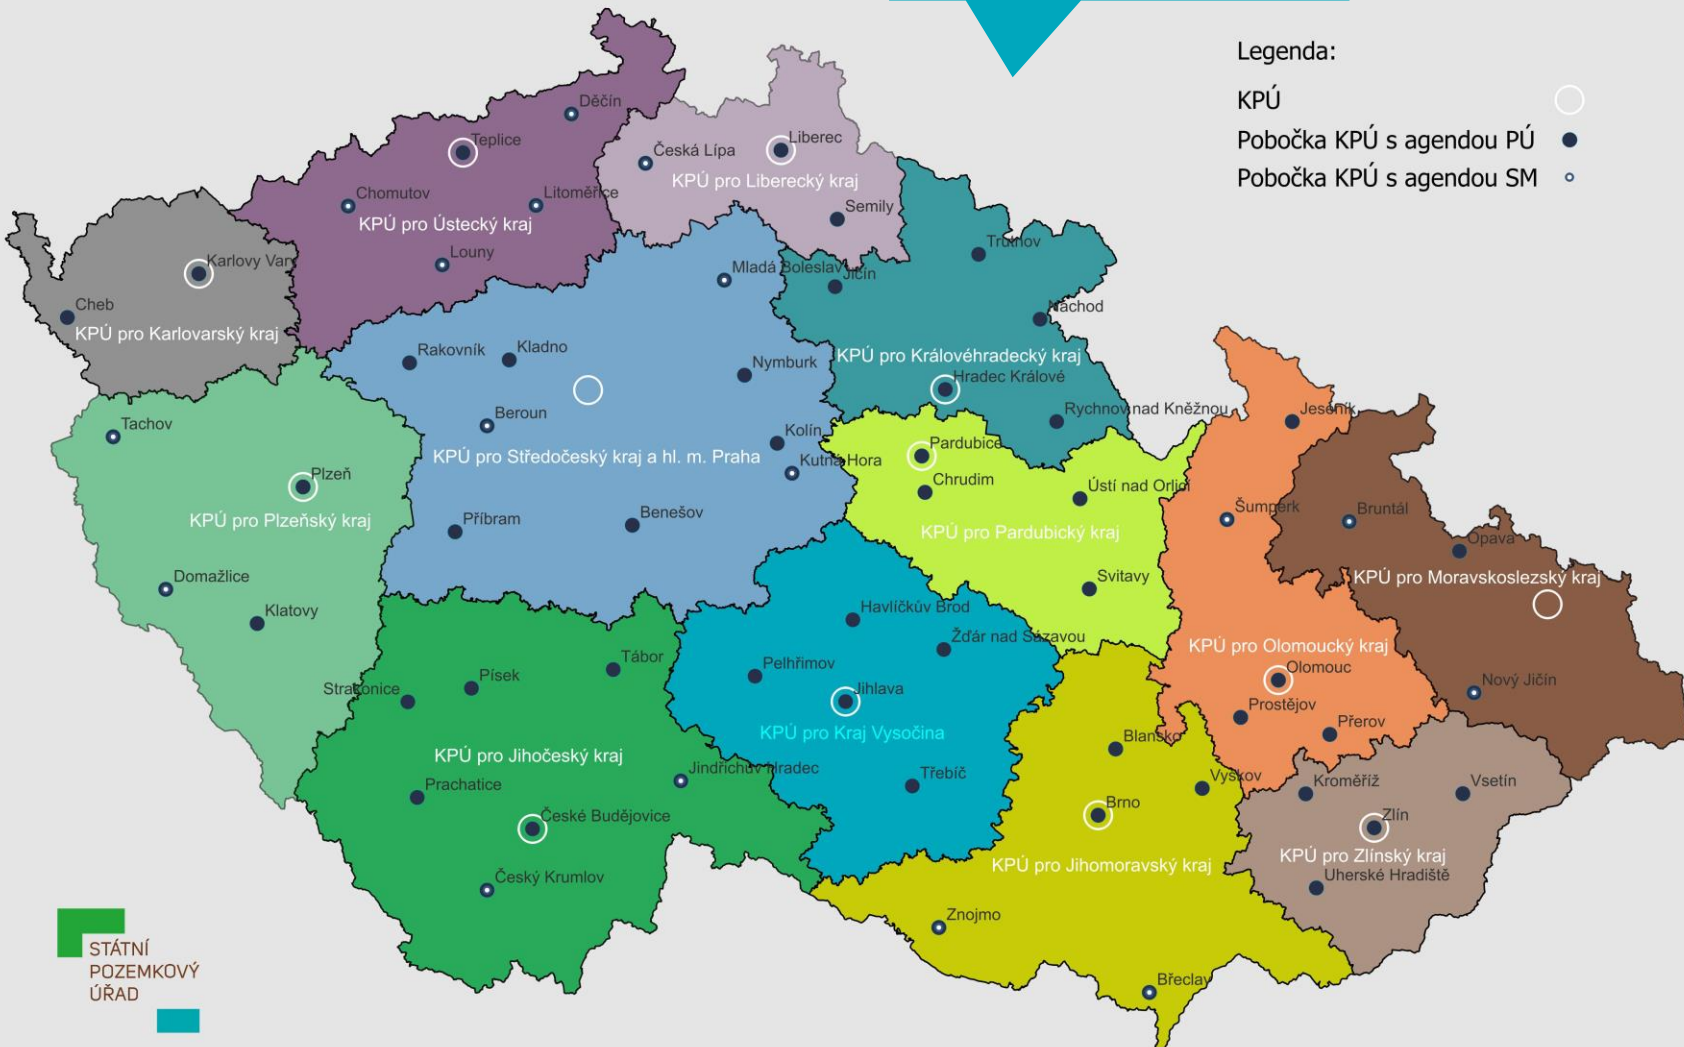 Legenda:
KPÚ
Pobočka KPÚ s agendou PÚ
Pobočka KPÚ s agendou SM
Děčín
Teplice
Liberec
Česká Lípa
KPÚ pro Liberecký kraj
Chomutov
Litoměřice
KPÚ pro Ústecký kraj
Semily
Louny
Trutnov
Karlovy Vary
Mladá Boleslav
Jičín
Cheb
Náchod
KPÚ pro Karlovarský kraj
Rakovník
Kladno
Nymburk
KPÚ pro Královéhradecký kraj
Hradec Králové
Tachov
Beroun
Kolín
Rychnov nad Kněžnou
Jeseník
KPÚ pro Středočeský kraj a hl. m. Praha
Kutná Hora
Pardubice
Plzeň
Chrudim
Ústí nad Orlicí
KPÚ pro Plzeňský kraj
Příbram
Benešov
KPÚ pro Pardubický kraj
Šumperk
Bruntál
Opava
Domažlice
Svitavy
KPÚ pro Moravskoslezský kraj
Klatovy
Havlíčkův Brod
Žďár nad Sázavou
KPÚ pro Olomoucký kraj
Tábor
Pelhřimov
Olomouc
Strakonice
Písek
Jihlava
Nový Jičín
Prostějov
Přerov
KPÚ pro Kraj Vysočina
Blansko
KPÚ pro Jihočeský kraj
Jindřichův Hradec
Třebíč
Vyškov
Kroměříž
Vsetín
Prachatice
České Budějovice
Brno
Zlín
KPÚ pro Jihomoravský kraj
KPÚ pro Zlínský kraj
Český Krumlov
Uherské Hradiště
Znojmo
Břeclav
STÁTNÍ
POZEMKOVÝ
ÚŘAD